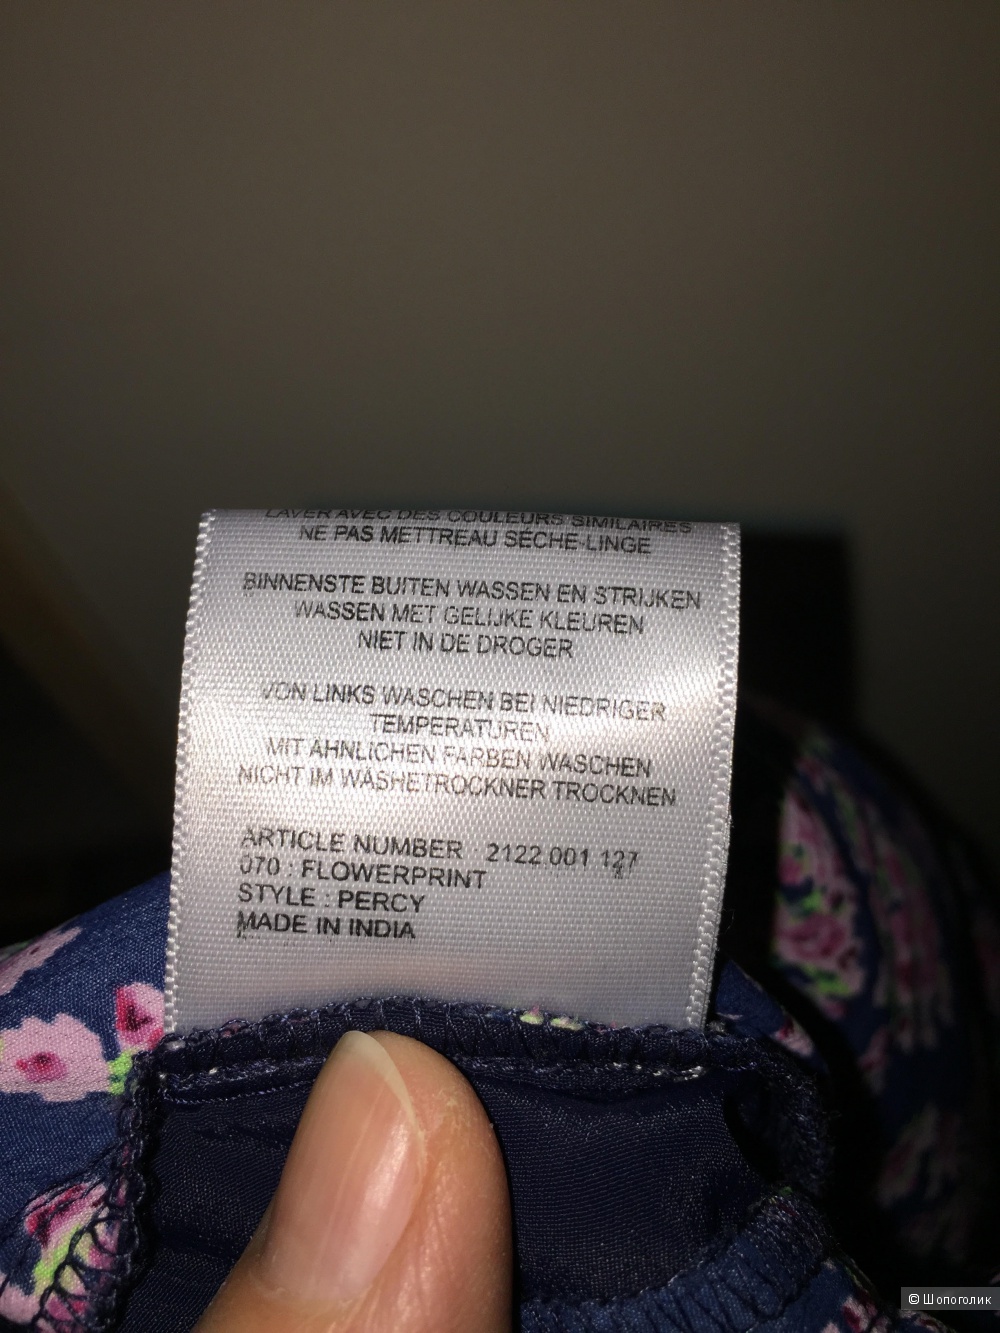 LAVER AVEC DES COULEURS SIMILAIRES
NE PAS METTREAU SÉCHE-LINGE
BINNENSTE BUITEN WASSEN EN STRIJKEN
WASSEN MET GELIJKE KLEUREN
NIET IN DE DROGER
VON LINKS WASCHEN BEI NIEDRIGER
TEMPERATUREN
MIT AHNLICHEN FARBEN WASCHEN
NICHT IM WASHETROCKNER TROCKNEN
ARTICLE NUMBER 2122 001 127
070 : FLOWERPRINT
STYLE : PERCY
MADE IN INDIA
© Шопоголик